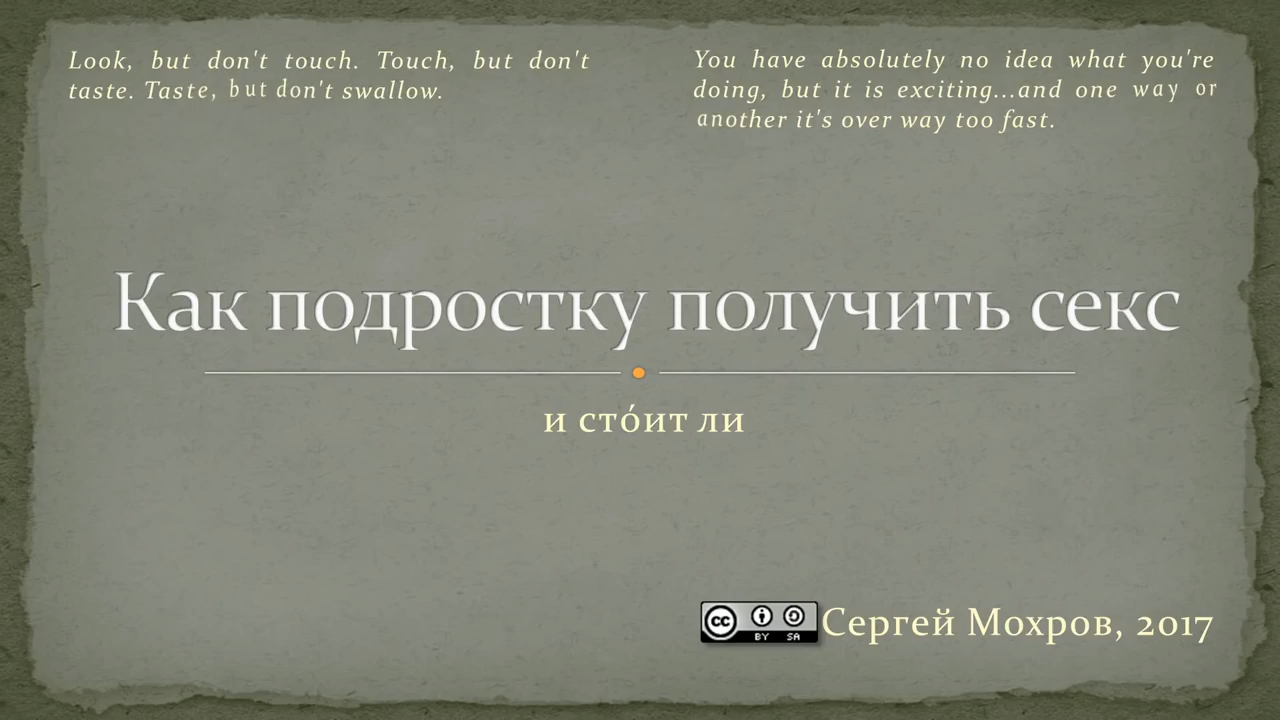 Look, but don't touch. Touch, but don't
taste. Taste, but don't swallow.
You have absolutely no idea what you're
doing, but it is exciting...and one way or
another it's over way too fast.
Как подростку получить секс
и сто́ит ли
cc BY SA Сергей Мохров, 2017